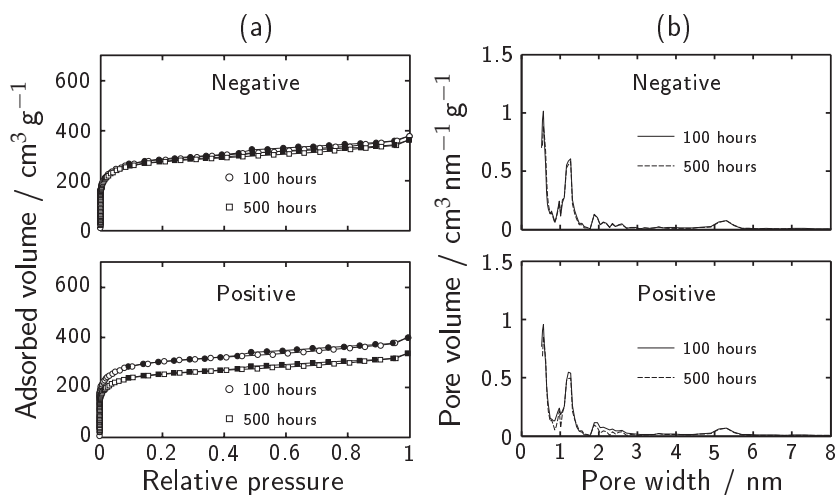 (a)
Adsorbed volume / cm³ g⁻¹
600
400
200
0
Negative
100 hours
500 hours
600
400
200
0
Positive
100 hours
500 hours
0 0.2 0.4 0.6 0.8 1
Relative pressure
(b)
Pore volume / cm³ nm⁻¹ g⁻¹
1.5
1
0.5
0
Negative
100 hours
500 hours
1.5
1
0.5
0
Positive
100 hours
500 hours
0 1 2 3 4 5 6 7 8
Pore width / nm